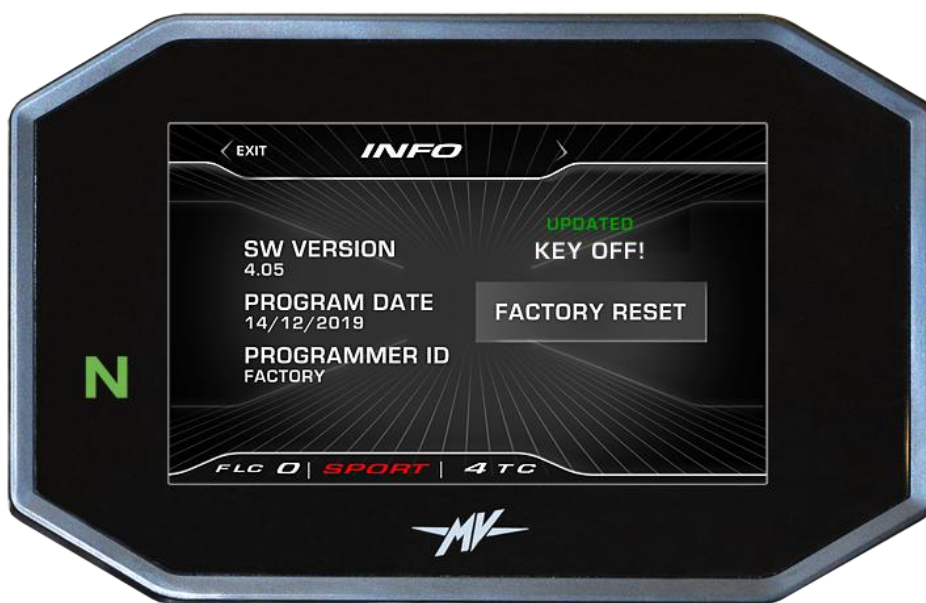 EXIT
INFO
SW VERSION
4.05
PROGRAM DATE
14/12/2019
PROGRAMMER ID
FACTORY
UPDATED
KEY OFF!
FACTORY RESET
N
FLC 0 | SPORT | 4 TC
MV